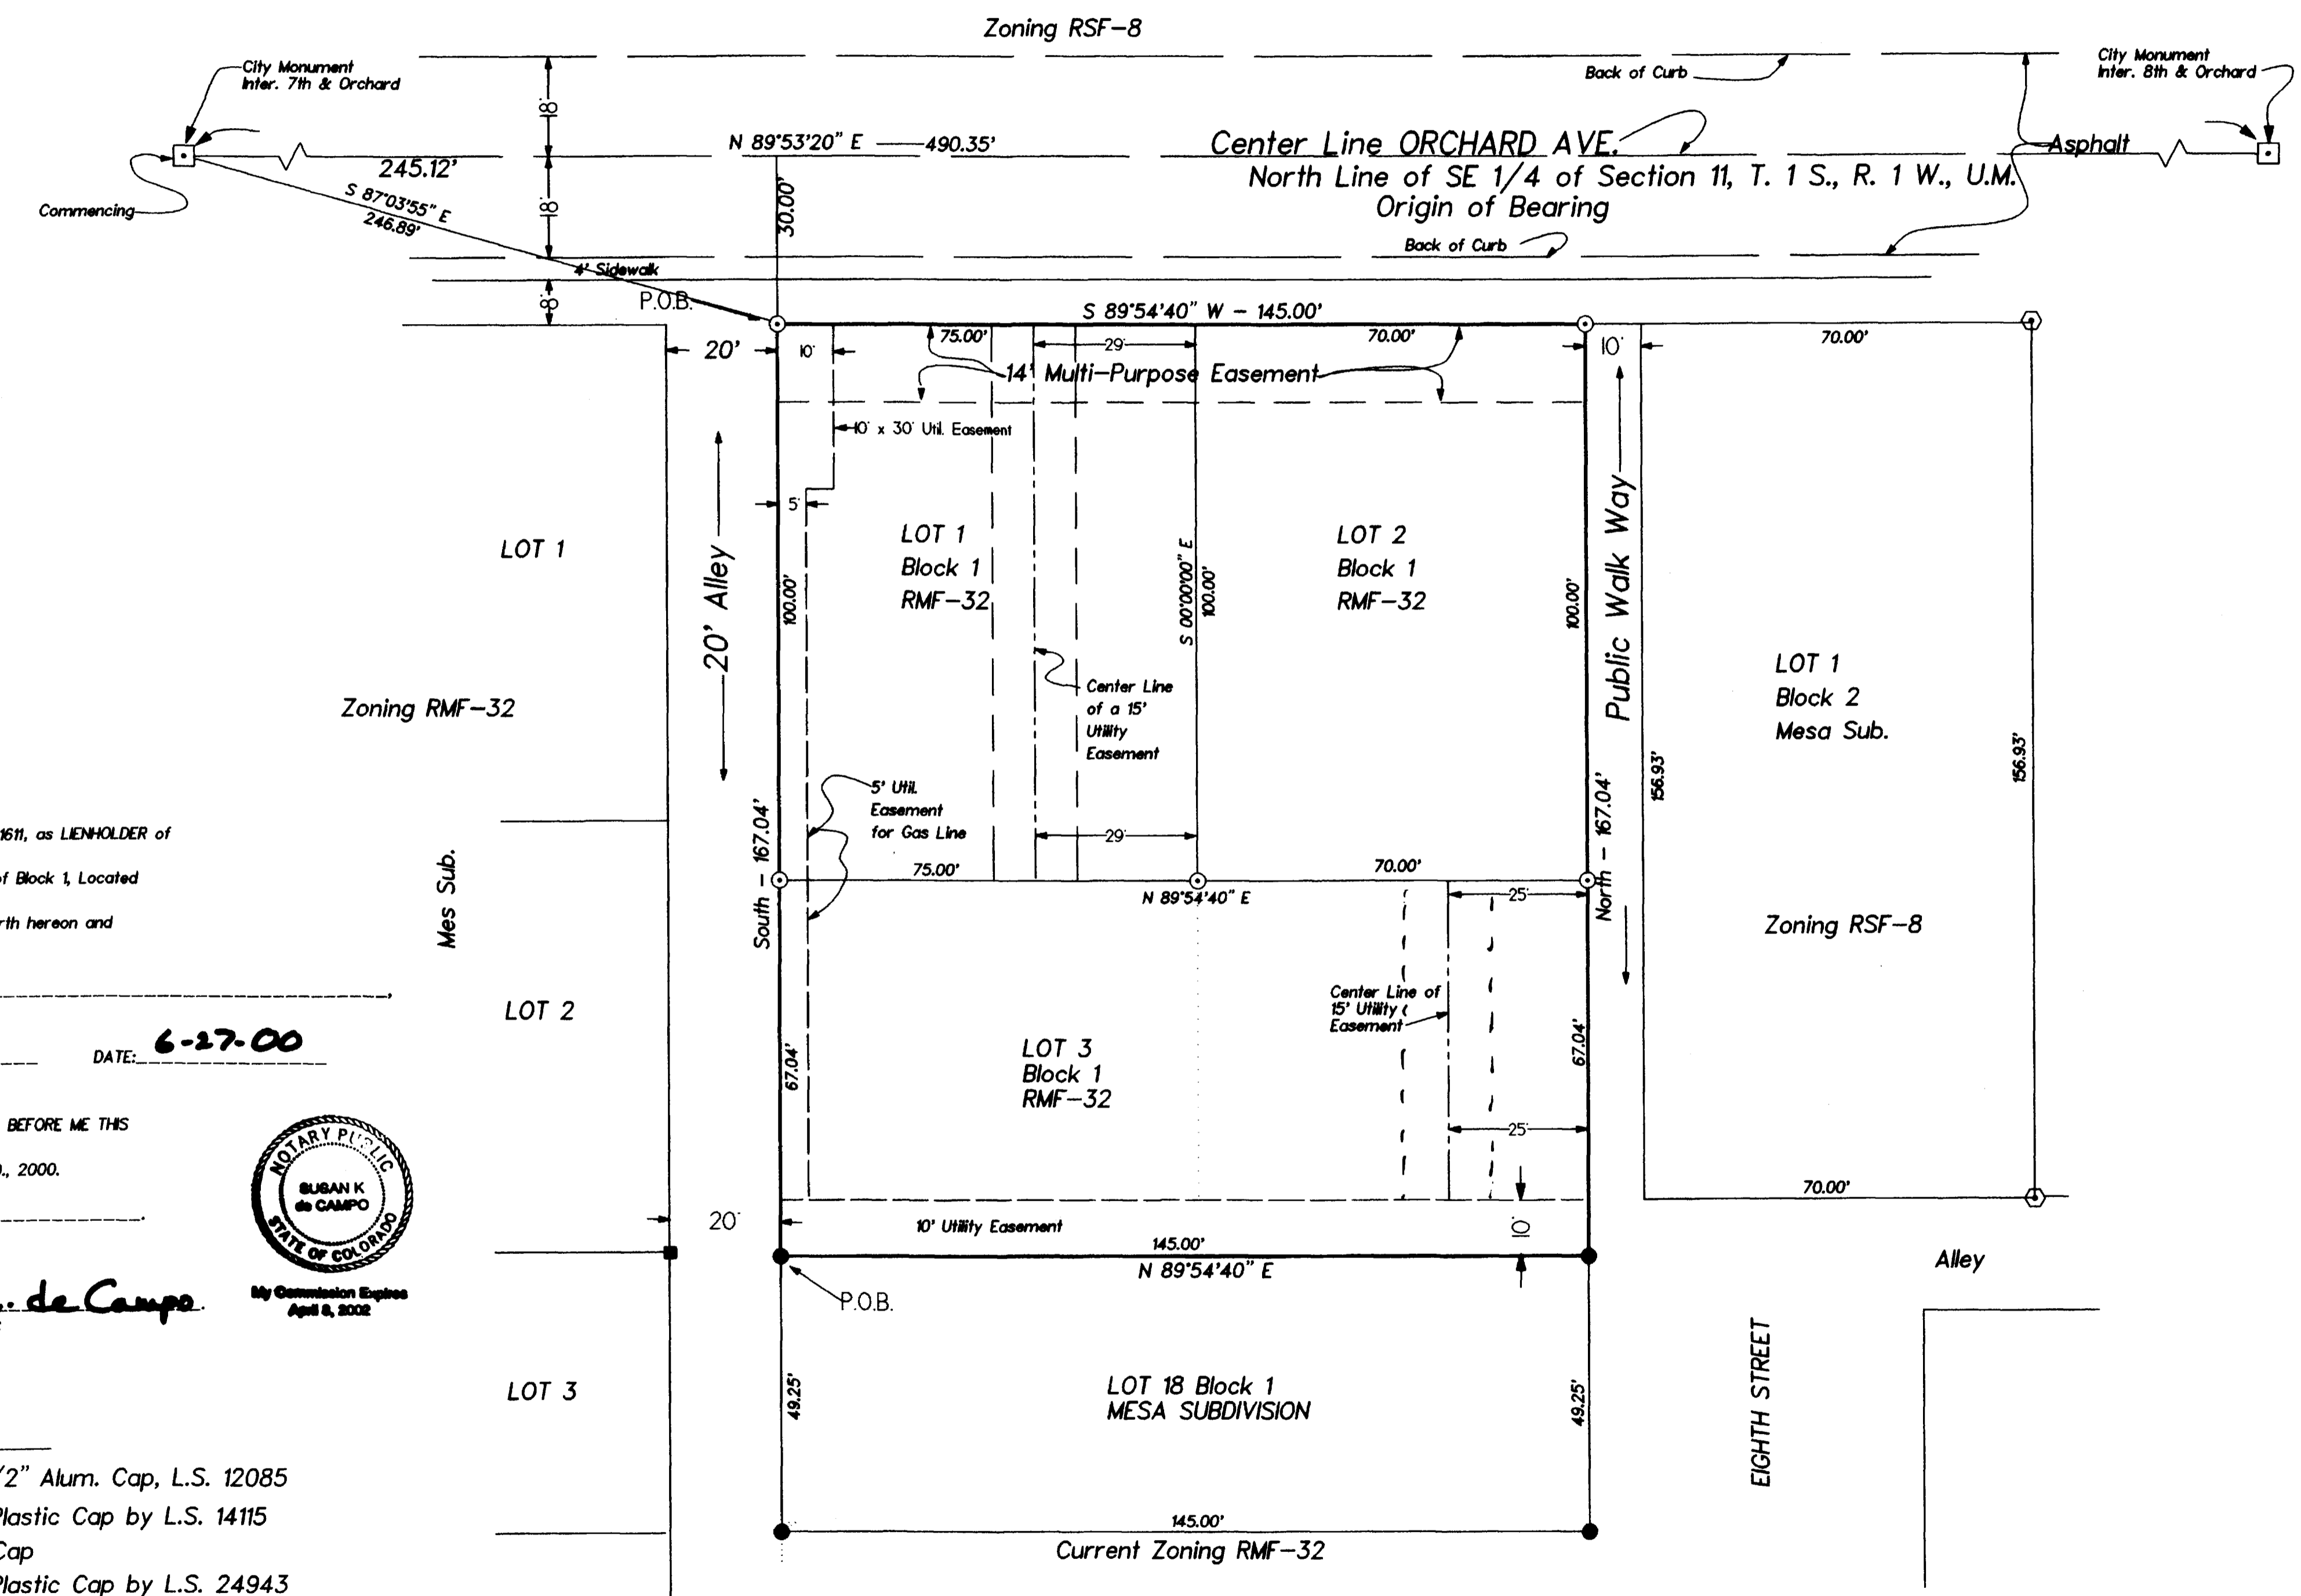 Zoning RSF-8
City Monument
Inter. 7th & Orchard
City Monument
Inter. 8th & Orchard
Back of Curb
18'
N 89°53'20" E 490.35'
Center Line ORCHARD AVE.
Asphalt
245.12'
North Line of SE 1/4 of Section 11, T. 1 S., R. 1 W., U.M.
Origin of Bearing
S 87°03'55" E
246.89'
Commencing
18'
30.00'
Back of Curb
4' Sidewalk
8'
P.O.B.
S 89°54'40" W - 145.00'
75.00'
70.00'
70.00'
20'
10'
29'
10'
14' Multi-Purpose Easement
10' x 30' Util. Easement
5'
LOT 1
20' Alley
LOT 1
Block 1
RMF-32
LOT 2
Block 1
RMF-32
100.00'
S 00°00'00" E
100.00'
100.00'
Public Walk Way
LOT 1
Block 2
Mesa Sub.
Zoning RMF-32
Center Line
of a 15'
Utility
Easement
156.93'
156.93'
5' Util.
Easement
for Gas Line
29'
South - 167.04'
North - 167.04'
75.00'
70.00'
N 89°54'40" E
25'
Zoning RSF-8
1611, as LIENHOLDER of
of Block 1, Located
rth hereon and
Mes Sub.
LOT 2
Center Line of
15' Utility
Easement
67.04'
67.04'
LOT 3
Block 1
RMF-32
25'
DATE: 6-27-00
BEFORE ME THIS
., 2000.
NOTARY PUBLIC
SUSAN K
de CAMPO
STATE OF COLORADO
My Commission Expires
April 8, 2002
. de Campo
70.00'
20'
10' Utility Easement
10'
145.00'
N 89°54'40" E
P.O.B.
Alley
LOT 3
49.25'
LOT 18 Block 1
MESA SUBDIVISION
49.25'
EIGHTH STREET
145.00'
Current Zoning RMF-32
/2" Alum. Cap, L.S. 12085
Plastic Cap by L.S. 14115
Cap
Plastic Cap by L.S. 24943